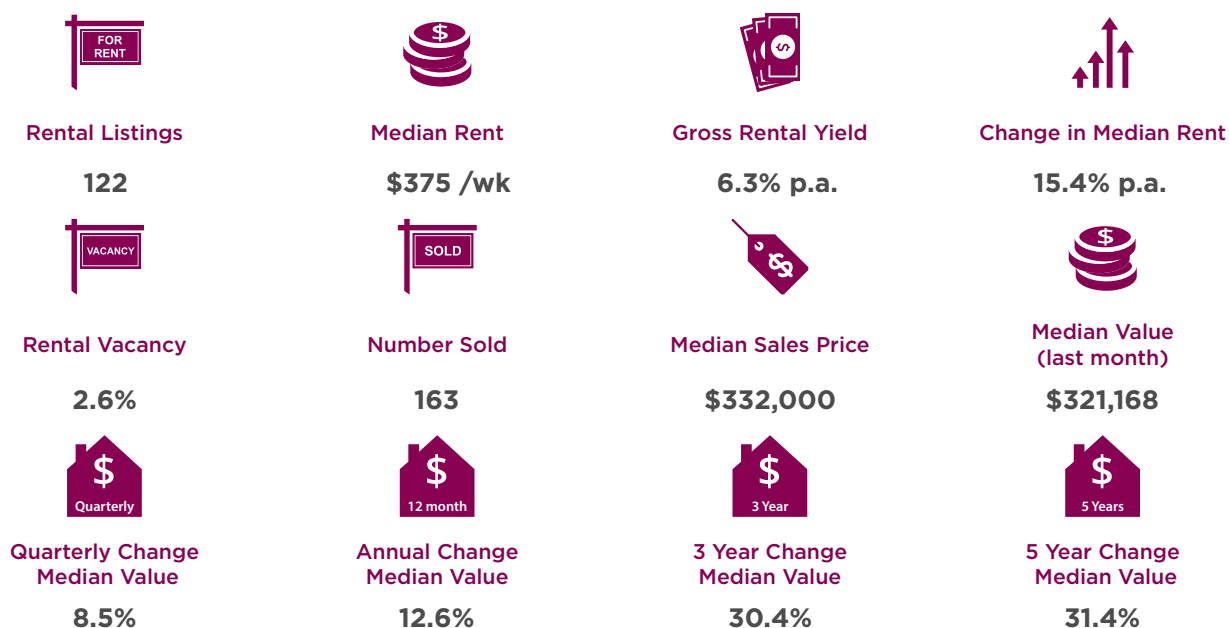 FOR
RENT
$
$
Rental Listings
Median Rent
Gross Rental Yield
Change in Median Rent
122
$375 /wk
6.3% p.a.
15.4% p.a.
VACANCY
SOLD
$
$
Rental Vacancy
Number Sold
Median Sales Price
Median Value
(last month)
2.6%
163
$332,000
$321,168
$
Quarterly
$
12 month
$
3 Year
$
5 Years
Quarterly Change
Median Value
Annual Change
Median Value
3 Year Change
Median Value
5 Year Change
Median Value
8.5%
12.6%
30.4%
31.4%